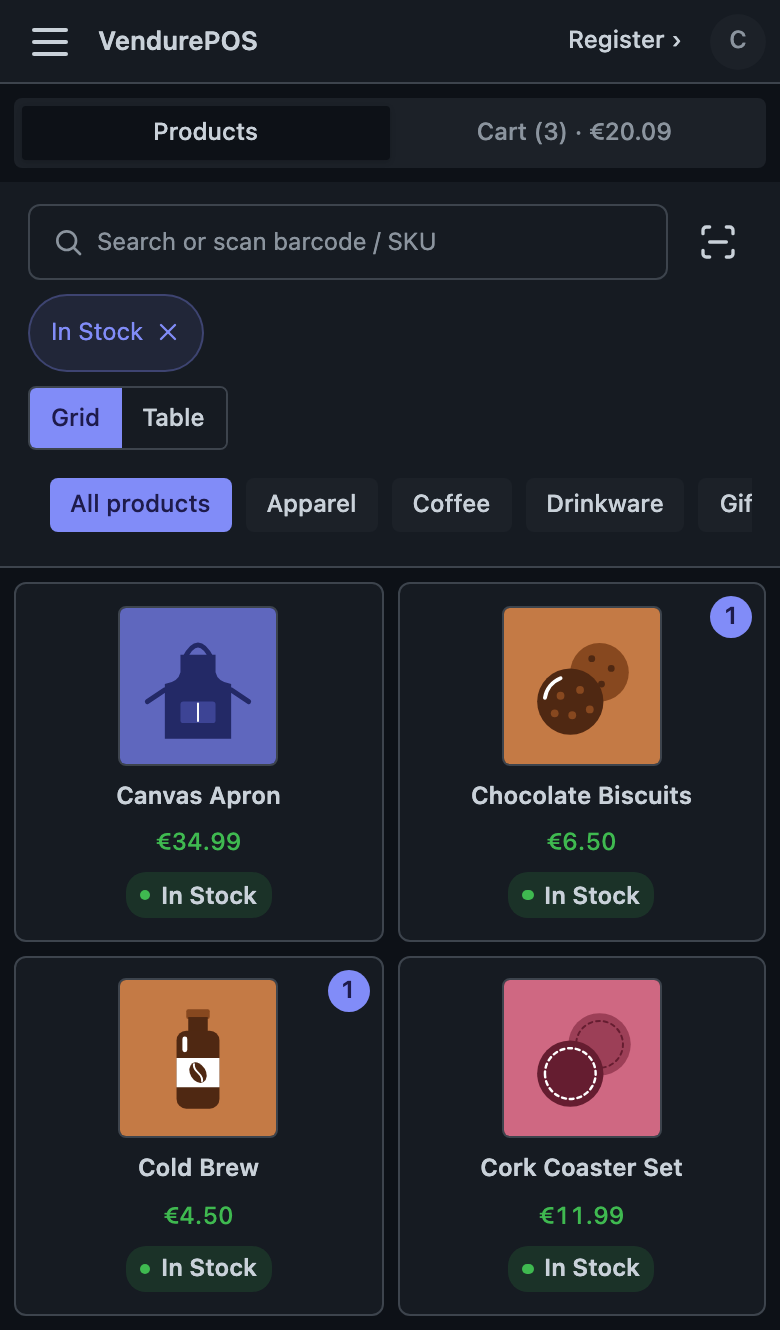 VendurePOS
Register ›
C
Products
Cart (3) · €20.09
Search or scan barcode / SKU
In Stock
Grid
Table
All products
Apparel
Coffee
Drinkware
Gif
Canvas Apron
€34.99
In Stock
1
Chocolate Biscuits
€6.50
In Stock
1
Cold Brew
€4.50
In Stock
Cork Coaster Set
€11.99
In Stock